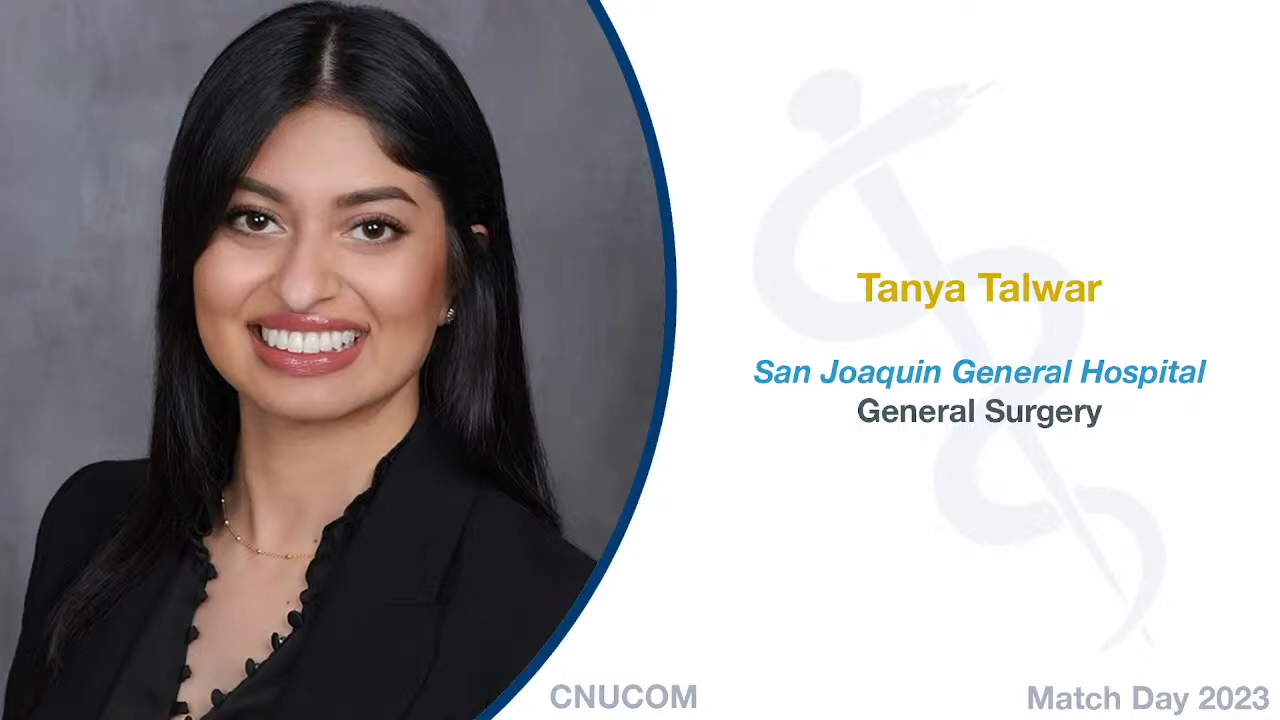 Tanya Talwar
San Joaquin General Hospital
General Surgery
CNUCOM
Match Day 2023